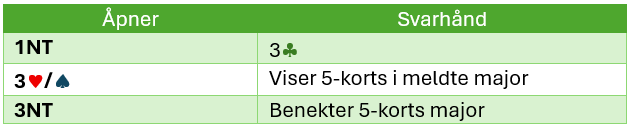 Åpner Svarhånd
1NT 3♣
3♥/♠ Viser 5-korts i meldte major
3NT Benekter 5-korts major